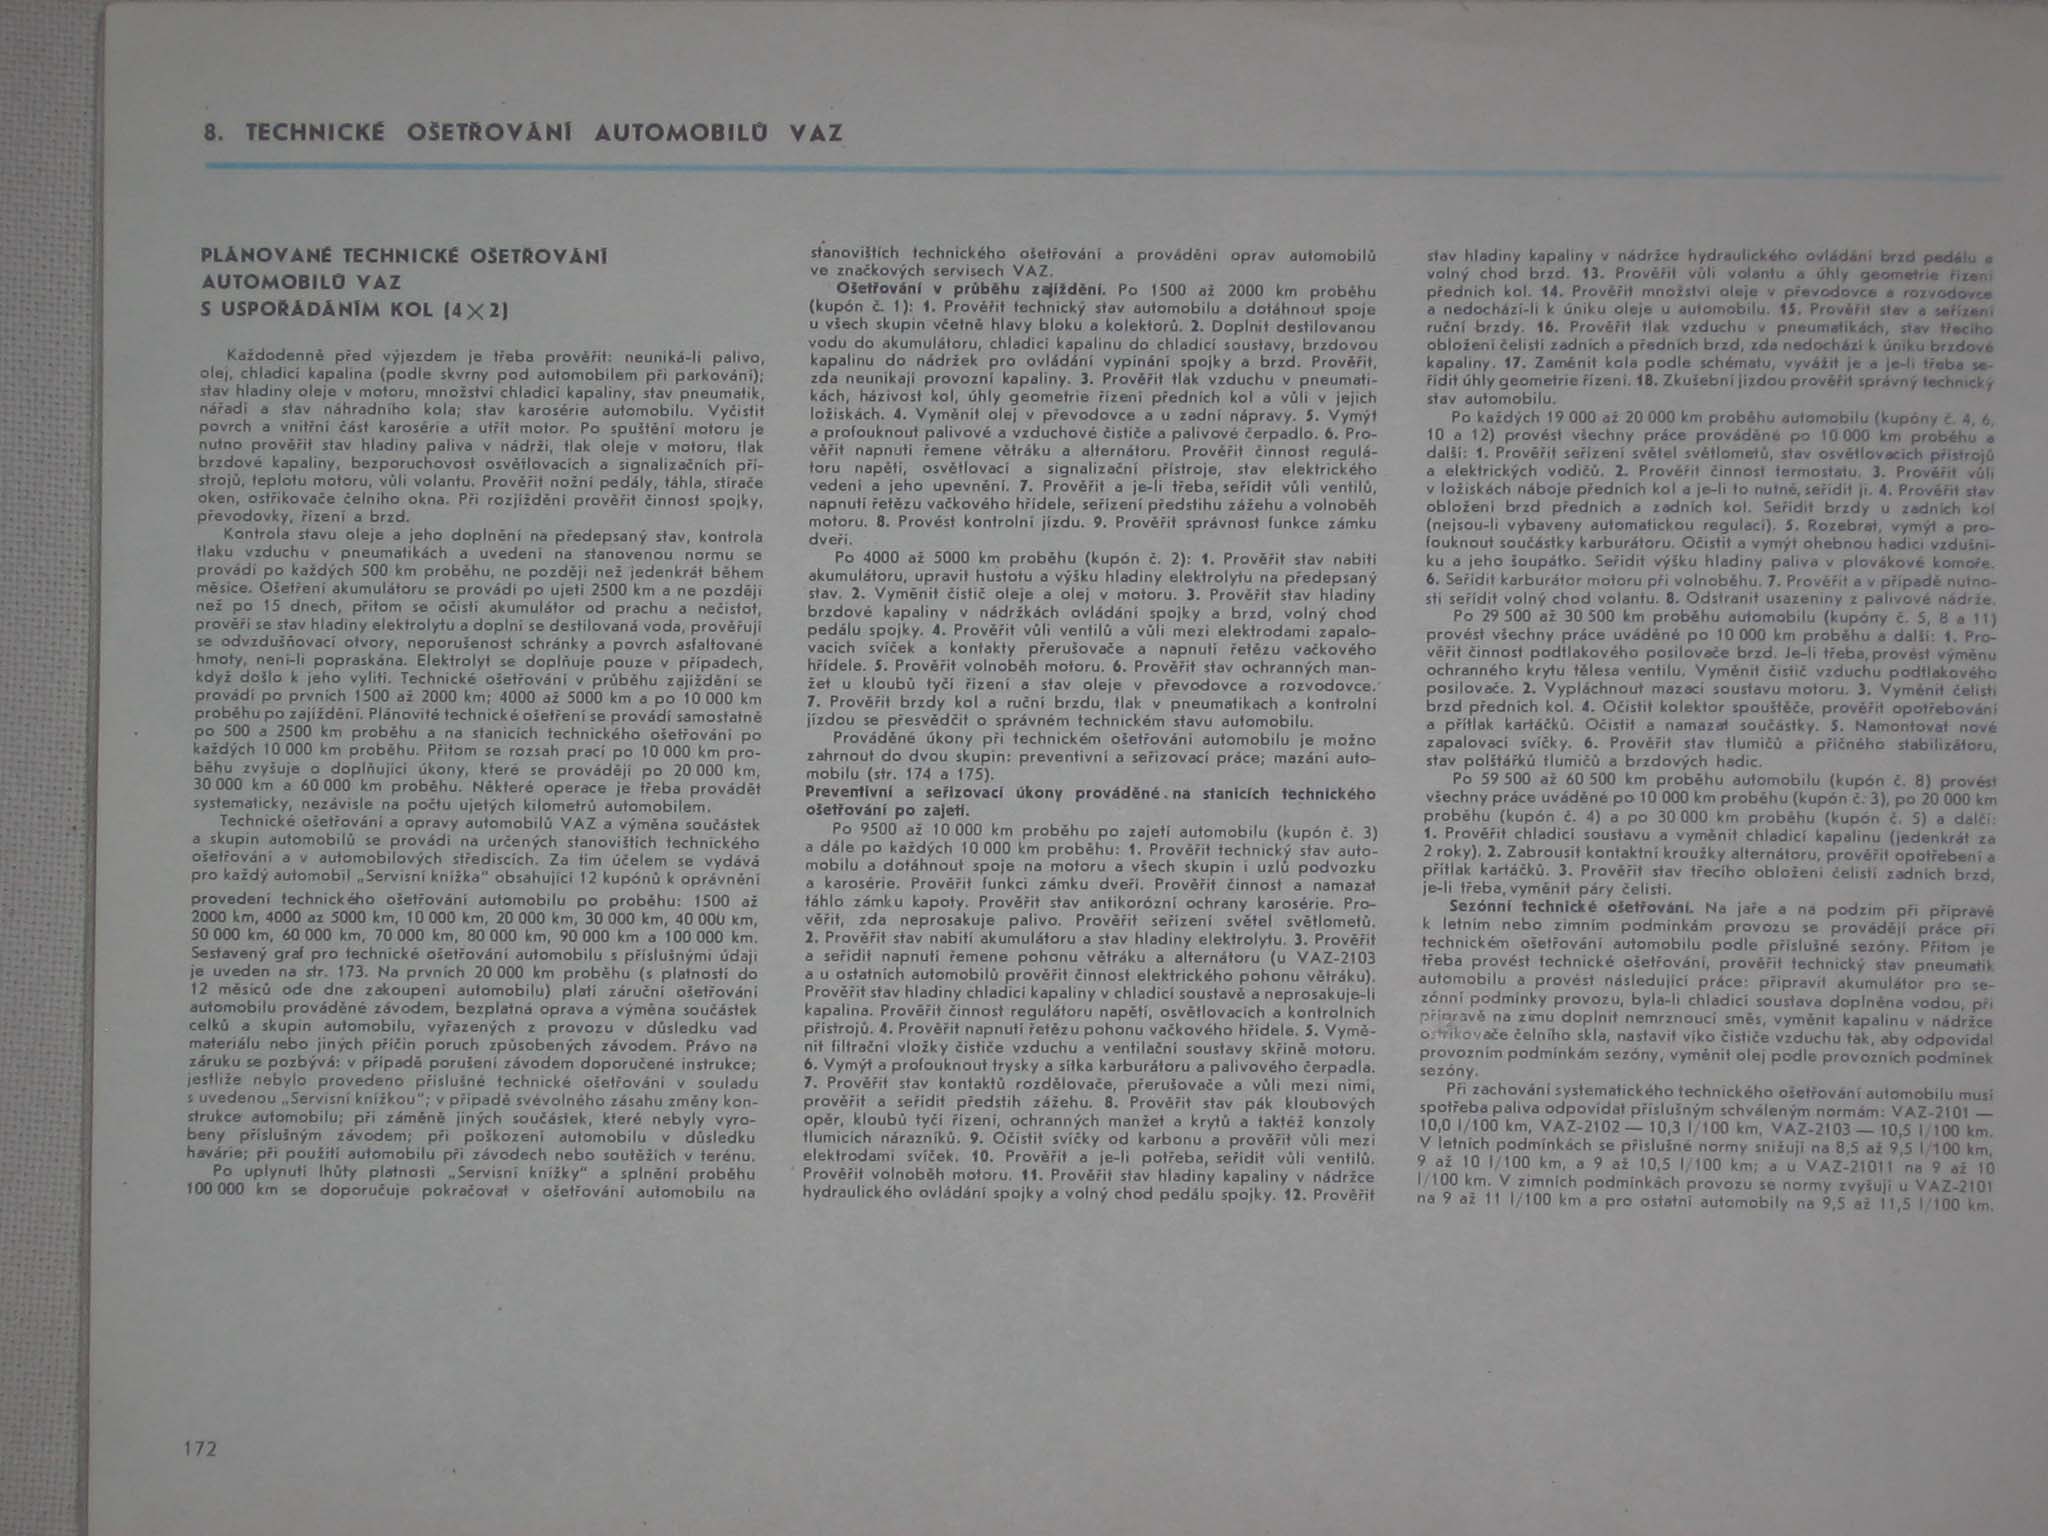 8. TECHNICKÉ OŠETŘOVÁNÍ AUTOMOBILŮ VAZ
PLÁNOVANÉ TECHNICKÉ OŠETŘOVÁNÍ
AUTOMOBILŮ VAZ
S USPOŘÁDÁNÍM KOL (4×2)
Každodenně před výjezdem je třeba prověřit: neuniká-li palivo,
olej, chladicí kapalina (podle skvrny pod automobilem při parkování);
stav hladiny oleje v motoru, množství chladicí kapaliny, stav pneumatik,
nářadí a stav náhradního kola; stav karosérie automobilu. Vyčistit
povrch a vnitřní část karosérie a utřít motor. Po spuštění motoru je
nutno prověřit stav hladiny paliva v nádrži, tlak oleje v motoru, tlak
brzdové kapaliny, bezporuchovost osvětlovacích a signalizačních pří-
strojů, teplotu motoru, vůli volantu. Prověřit nožní pedály, táhla, stírače
oken, ostřikovače čelního okna. Při rozjíždění prověřit činnost spojky,
převodovky, řízení a brzd.
Kontrola stavu oleje a jeho doplnění na předepsaný stav, kontrola
tlaku vzduchu v pneumatikách a uvedení na stanovenou normu se
provádí po každých 500 km proběhu, ne později než jedenkrát během
měsíce. Ošetření akumulátoru se provádí po ujetí 2500 km a ne později
než po 15 dnech, přitom se očistí akumulátor od prachu a nečistot,
prověří se stav hladiny elektrolytu a doplní se destilovaná voda, prověřují
se odvzdušňovací otvory, neporušenost schránky a povrch asfaltované
hmoty, není-li popraskána. Elektrolyt se doplňuje pouze v případech,
když došlo k jeho vylití. Technické ošetřování v průběhu zajíždění se
provádí po prvních 1500 až 2000 km; 4000 až 5000 km a po 10 000 km
proběhu po zajíždění. Plánovité technické ošetření se provádí samostatně
po 500 a 2500 km proběhu a na stanicích technického ošetřování po
každých 10 000 km proběhu. Přitom se rozsah prací po 10 000 km pro-
běhu zvyšuje o doplňující úkony, které se provádějí po 20 000 km,
30 000 km a 60 000 km proběhu. Některé operace je třeba provádět
systematicky, nezávisle na počtu ujetých kilometrů automobilem.
Technické ošetřování a opravy automobilů VAZ a výměna součástek
a skupin automobilů se provádí na určených stanovištích technického
ošetřování a v automobilových střediscích. Za tím účelem se vydává
pro každý automobil „Servisní knížka" obsahující 12 kupónů k oprávnění
provedení technického ošetřování automobilu po proběhu: 1500 až
2000 km, 4000 az 5000 km, 10 000 km, 20 000 km, 30 000 km, 40 000 km,
50 000 km, 60 000 km, 70 000 km, 80 000 km, 90 000 km a 100 000 km.
Sestavený graf pro technické ošetřování automobilu s příslušnými údaji
je uveden na str. 173. Na prvních 20 000 km proběhu (s platností do
12 měsíců ode dne zakoupení automobilu) platí záruční ošetřování
automobilu prováděné závodem, bezplatná oprava a výměna součástek
celků a skupin automobilu, vyřazených z provozu v důsledku vad
materiálu nebo jiných příčin poruch způsobených závodem. Právo na
záruku se pozbývá: v případě porušení závodem doporučené instrukce;
jestliže nebylo provedeno příslušné technické ošetřování v souladu
s uvedenou „Servisní knížkou"; v případě svévolného zásahu změny kon-
strukce automobilu; při záměně jiných součástek, které nebyly vyro-
beny příslušným závodem; při poškození automobilu v důsledku
havárie; při použití automobilu při závodech nebo soutěžích v terénu.
Po uplynutí lhůty platnosti „Servisní knížky" a splnění proběhu
100 000 km se doporučuje pokračovat v ošetřování automobilu na
stanovištích technického ošetřování a provádění oprav automobilů
ve značkových servisech VAZ.
Ošetřování v průběhu zajíždění. Po 1500 až 2000 km proběhu
(kupón č. 1): 1. Prověřit technický stav automobilu a dotáhnout spoje
u všech skupin včetně hlavy bloku a kolektorů. 2. Doplnit destilovanou
vodu do akumulátoru, chladicí kapalinu do chladicí soustavy, brzdovou
kapalinu do nádržek pro ovládání vypínání spojky a brzd. Prověřit,
zda neunikají provozní kapaliny. 3. Prověřit tlak vzduchu v pneumati-
kách, házivost kol, úhly geometrie řízení předních kol a vůli v jejich
ložiskách. 4. Vyměnit olej v převodovce a u zadní nápravy. 5. Vymýt
a profouknout palivové a vzduchové čističe a palivové čerpadlo. 6. Pro-
věřit napnutí řemene větráku a alternátoru. Prověřit činnost regulá-
toru napětí, osvětlovací a signalizační přístroje, stav elektrického
vedení a jeho upevnění. 7. Prověřit a je-li třeba, seřídit vůli ventilů,
napnutí řetězu vačkového hřídele, seřízení předstihu zážehu a volnoběh
motoru. 8. Provést kontrolní jízdu. 9. Prověřit správnost funkce zámku
dveří.
Po 4000 až 5000 km proběhu (kupón č. 2): 1. Prověřit stav nabití
akumulátoru, upravit hustotu a výšku hladiny elektrolytu na předepsaný
stav. 2. Vyměnit čistič oleje a olej v motoru. 3. Prověřit stav hladiny
brzdové kapaliny v nádržkách ovládání spojky a brzd, volný chod
pedálu spojky. 4. Prověřit vůli ventilů a vůli mezi elektrodami zapalo-
vacích svíček a kontakty přerušovače a napnutí řetězu vačkového
hřídele. 5. Prověřit volnoběh motoru. 6. Prověřit stav ochranných man-
žet u kloubů tyčí řízení a stav oleje v převodovce a rozvodovce.
7. Prověřit brzdy kol a ruční brzdu, tlak v pneumatikach a kontrolní
jízdou se přesvědčit o správném technickém stavu automobilu.
Prováděné úkony při technickém ošetřování automobilu je možno
zahrnout do dvou skupin: preventivní a seřizovací práce; mazání auto-
mobilu (str. 174 a 175).
Preventivní a seřizovací úkony prováděné na stanicích technického
ošetřování po zajetí.
Po 9500 až 10 000 km proběhu po zajetí automobilu (kupón č. 3)
a dále po každých 10 000 km proběhu: 1. Prověřit technický stav auto-
mobilu a dotáhnout spoje na motoru a všech skupin i uzlů podvozku
a karosérie. Prověřit funkci zámku dveří. Prověřit činnost a namazat
táhlo zámku kapoty. Prověřit stav antikorózní ochrany karosérie. Pro-
věřit, zda neprosakuje palivo. Prověřit seřízení světel světlometů.
2. Prověřit stav nabití akumulátoru a stav hladiny elektrolytu. 3. Prověřit
a seřídit napnutí řemene pohonu větráku a alternátoru (u VAZ-2103
a u ostatních automobilů prověřit činnost elektrického pohonu větráku).
Prověřit stav hladiny chladicí kapaliny v chladicí soustavě a neprosakuje-li
kapalina. Prověřit činnost regulátoru napětí, osvětlovacích a kontrolních
přístrojů. 4. Prověřit napnutí řetězu pohonu vačkového hřídele. 5. Vymě-
nit filtrační vložky čističe vzduchu a ventilační soustavy skříně motoru.
6. Vymýt a profouknout trysky a sítka karburátoru a palivového čerpadla.
7. Prověřit stav kontaktů rozdělovače, přerušovače a vůli mezi nimi,
prověřit a seřídit předstih zážehu. 8. Prověřit stav pák kloubových
opěr, kloubů tyčí řízení, ochranných manžet a krytů a taktéž konzoly
tlumicích nárazníků. 9. Očistit svíčky od karbonu a prověřit vůli mezi
elektrodami svíček. 10. Prověřit a je-li potřeba, seřídit vůli ventilů.
Prověřit volnoběh motoru. 11. Prověřit stav hladiny kapaliny v nádržce
hydraulického ovládání spojky a volný chod pedálu spojky. 12. Prověřit
stav hladiny kapaliny v nádržce hydraulického ovládání brzd pedálu a
volný chod brzd. 13. Prověřit vůli volantu a úhly geometrie řízení
předních kol. 14. Prověřit množství oleje v převodovce a rozvodovce
a nedochází-li k úniku oleje u automobilu. 15. Prověřit stav a seřízení
ruční brzdy. 16. Prověřit tlak vzduchu v pneumatikách, stav třecího
obložení čelistí zadních a předních brzd, zda nedochází k úniku brzdové
kapaliny. 17. Zaměnit kola podle schématu, vyvážit je a je-li třeba se-
řídit úhly geometrie řízení. 18. Zkušební jízdou prověřit správný technický
stav automobilu.
Po každých 19 000 až 20 000 km proběhu automobilu (kupóny č. 4, 6,
10 a 12) provést všechny práce prováděné po 10 000 km proběhu a
další: 1. Prověřit seřízení světel světlometů, stav osvětlovacích přístrojů
a elektrických vodičů. 2. Prověřit činnost termostatu. 3. Prověřit vůli
v ložiskách náboje předních kol a je-li to nutné, seřídit ji. 4. Prověřit stav
obložení brzd předních a zadních kol. Seřídit brzdy u zadních kol
(nejsou-li vybaveny automatickou regulací). 5. Rozebrat, vymýt a pro-
fouknout součástky karburátoru. Očistit a vymýt ohebnou hadici vzdušní-
ku a jeho šoupátko. Seřídit výšku hladiny paliva v plovákové komoře.
6. Seřídit karburátor motoru při volnoběhu. 7. Prověřit a v případě nutno-
sti seřídit volný chod volantu. 8. Odstranit usazeniny z palivové nádrže.
Po 29 500 až 30 500 km proběhu automobilu (kupóny č. 5, 8 a 11)
provést všechny práce uváděné po 10 000 km proběhu a další: 1. Pro-
věřit činnost podtlakového posilovače brzd. Je-li třeba, provést výměnu
ochranného krytu tělesa ventilu. Vyměnit čistič vzduchu podtlakového
posilovače. 2. Vypláchnout mazací soustavu motoru. 3. Vyměnit čelisti
brzd předních kol. 4. Očistit kolektor spouštěče, prověřit opotřebování
a přítlak kartáčků. Očistit a namazat součástky. 5. Namontovat nové
zapalovací svíčky. 6. Prověřit stav tlumičů a příčného stabilizátoru,
stav polštářků tlumičů a brzdových hadic.
Po 59 500 až 60 500 km proběhu automobilu (kupón č. 8) provést
všechny práce uváděné po 10 000 km proběhu (kupón č. 3), po 20 000 km
proběhu (kupón č. 4) a po 30 000 km proběhu (kupón č. 5) a dalčí:
1. Prověřit chladicí soustavu a vyměnit chladicí kapalinu (jedenkrát za
2 roky). 2. Zabrousit kontaktní kroužky alternátoru, prověřit opotřebení a
přítlak kartáčků. 3. Prověřit stav třecího obložení čelistí zadních brzd,
je-li třeba, vyměnit páry čelistí.
Sezónní technické ošetřování. Na jaře a na podzim při přípravě
k letním nebo zimním podmínkám provozu se provádějí práce při
technickém ošetřování automobilu podle příslušné sezóny. Přitom je
třeba provést technické ošetřování, prověřit technický stav pneumatik
automobilu a provést následující práce: připravit akumulátor pro se-
zónní podmínky provozu, byla-li chladicí soustava doplněna vodou, při
přípravě na zimu doplnit nemrznoucí směs, vyměnit kapalinu v nádržce
ostřikovače čelního skla, nastavit víko čističe vzduchu tak, aby odpovídal
provozním podmínkám sezóny, vyměnit olej podle provozních podmínek
sezóny.
Při zachování systematického technického ošetřování automobilu musí
spotřeba paliva odpovídat příslušným schváleným normám: VAZ-2101 —
10,0 l/100 km, VAZ-2102 — 10,3 l/100 km, VAZ-2103 — 10,5 l/100 km.
V letních podmínkách se příslušné normy snižují na 8,5 až 9,5 l/100 km,
9 až 10 l/100 km, a 9 až 10,5 l/100 km; a u VAZ-21011 na 9 až 10
l/100 km. V zimních podmínkách provozu se normy zvyšují u VAZ-2101
na 9 až 11 l/100 km a pro ostatní automobily na 9,5 až 11,5 l/100 km.
172